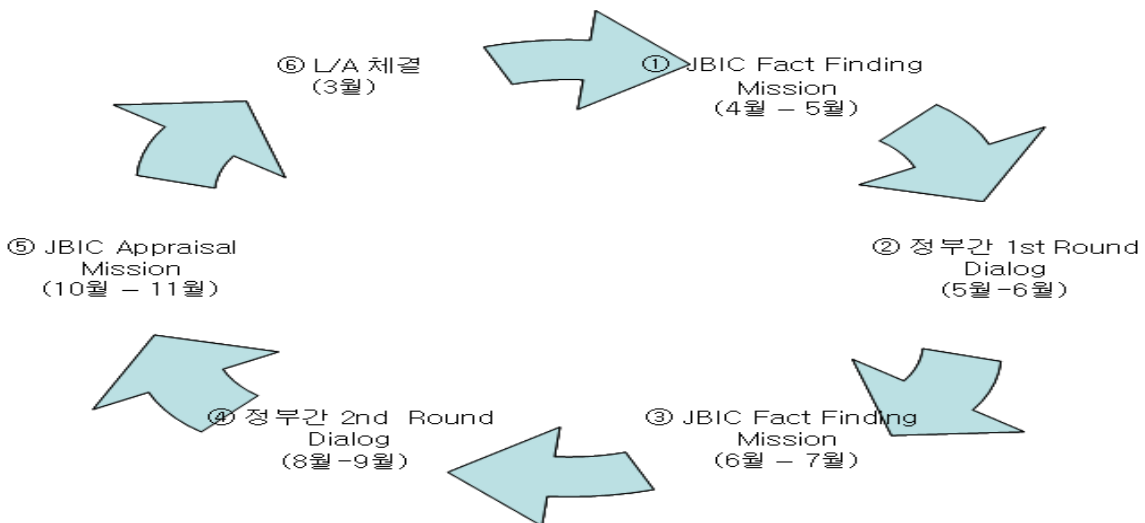 ⑥ L/A 체결
(3월)
① JBIC Fact Finding
Mission
(4월 – 5월)
② 정부간 1st Round
Dialog
(5월-6월)
③ JBIC Fact Finding
Mission
(6월 – 7월)
④ 정부간 2nd Round
Dialog
(8월-9월)
⑤ JBIC Appraisal
Mission
(10월 – 11월)